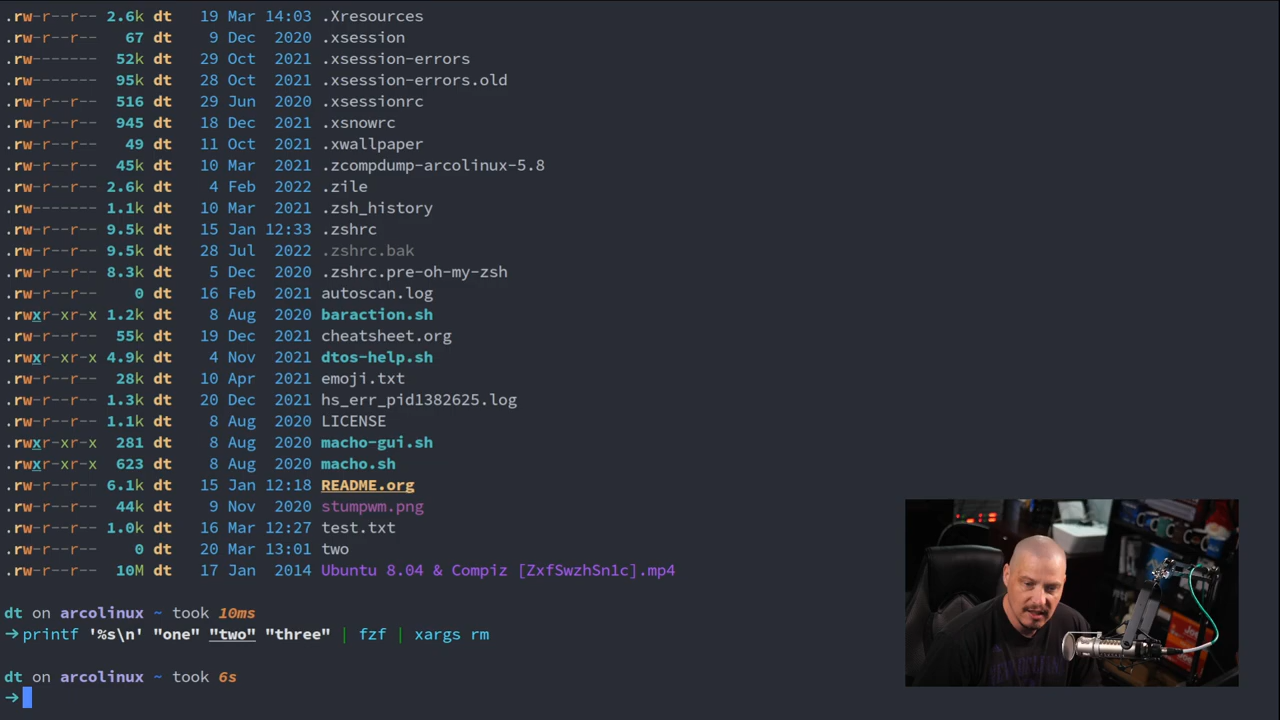 .rw-r--r-- 2.6k dt 19 Mar 14:03 .Xresources
.rw-r--r-- 67 dt 9 Dec 2020 .xsession
.rw------- 52k dt 29 Oct 2021 .xsession-errors
.rw------- 95k dt 28 Oct 2021 .xsession-errors.old
.rw-r--r-- 516 dt 29 Jun 2020 .xsessionrc
.rw-r--r-- 945 dt 18 Dec 2021 .xsnowrc
.rw-r--r-- 49 dt 11 Oct 2021 .xwallpaper
.rw-r--r-- 45k dt 10 Mar 2021 .zcompdump-arcolinux-5.8
.rw-r--r-- 2.6k dt 4 Feb 2022 .zile
.rw------- 1.1k dt 10 Mar 2021 .zsh_history
.rw-r--r-- 9.5k dt 15 Jan 12:33 .zshrc
.rw-r--r-- 9.5k dt 28 Jul 2022 .zshrc.bak
.rw-r--r-- 8.3k dt 5 Dec 2020 .zshrc.pre-oh-my-zsh
.rw-r--r-- 0 dt 16 Feb 2021 autoscan.log
.rwxr-xr-x 1.2k dt 8 Aug 2020 baraction.sh
.rw-r--r-- 55k dt 19 Dec 2021 cheatsheet.org
.rwxr-xr-x 4.9k dt 4 Nov 2021 dtos-help.sh
.rw-r--r-- 28k dt 10 Apr 2021 emoji.txt
.rw-r--r-- 1.3k dt 20 Dec 2021 hs_err_pid1382625.log
.rw-r--r-- 1.1k dt 8 Aug 2020 LICENSE
.rwxr-xr-x 281 dt 8 Aug 2020 macho-gui.sh
.rwxr-xr-x 623 dt 8 Aug 2020 macho.sh
.rw-r--r-- 6.1k dt 15 Jan 12:18 README.org
.rw-r--r-- 44k dt 9 Nov 2021 stumpwm.png
.rw-r--r-- 1.0k dt 16 Mar 12:27 test.txt
.rw-r--r-- 0 dt 20 Mar 13:01 two
.rw-r--r-- 10M dt 17 Jan 2014 Ubuntu 8.04 & Compiz [ZxfSwzhSn1c].mp4
dt on arcolinux ~ took 10ms
→printf '%s\n' "one" "two" "three" | fzf | xargs rm
dt on arcolinux ~ took 6s
→